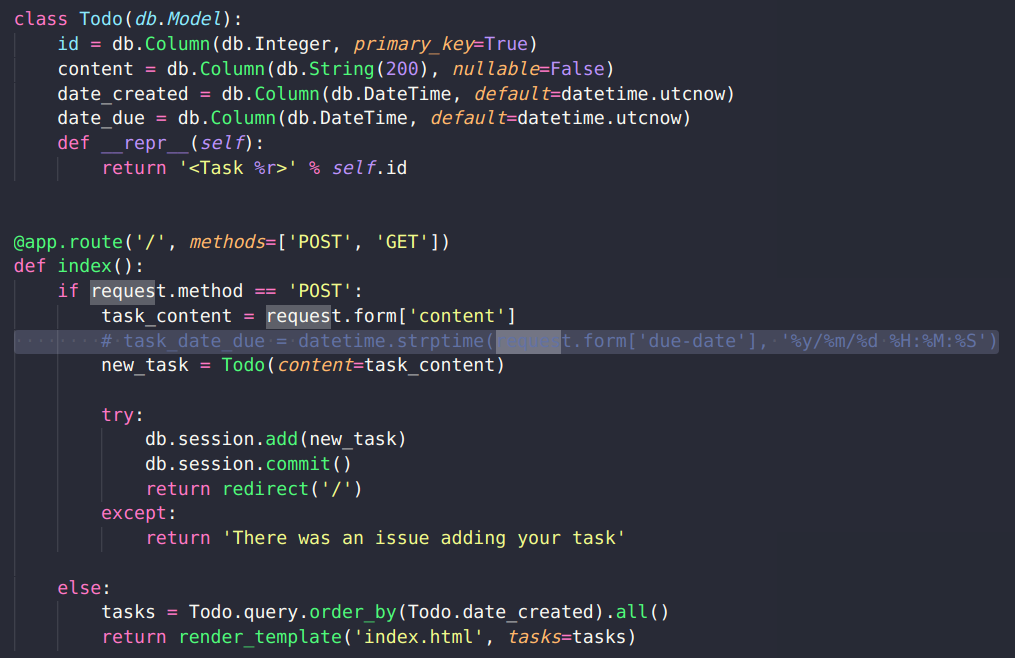 class Todo(db.Model):
    id = db.Column(db.Integer, primary_key=True)
    content = db.Column(db.String(200), nullable=False)
    date_created = db.Column(db.DateTime, default=datetime.utcnow)
    date_due = db.Column(db.DateTime, default=datetime.utcnow)
    def __repr__(self):
        return '<Task %r>' % self.id
@app.route('/', methods=['POST', 'GET'])
def index():
    if request.method == 'POST':
        task_content = request.form['content']
        # task_date_due = datetime.strptime(request.form['due-date'], '%y/%m/%d %H:%M:%S')
        new_task = Todo(content=task_content)
        try:
            db.session.add(new_task)
            db.session.commit()
            return redirect('/')
        except:
            return 'There was an issue adding your task'
    else:
        tasks = Todo.query.order_by(Todo.date_created).all()
        return render_template('index.html', tasks=tasks)